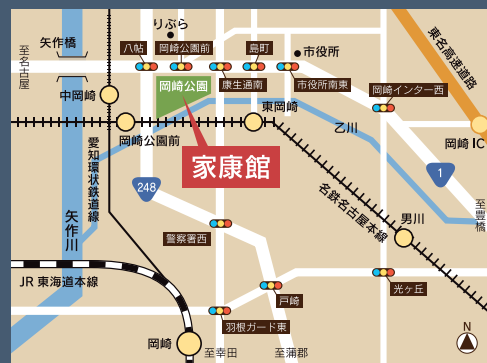 りぶら
矢作橋
八帖
岡崎公園前
島町
市役所
東名高速道路
至名古屋
東生通南
市役所南東
岡崎インター西
中岡崎
岡崎公園
東岡崎
乙川
岡崎公園前
岡崎IC
愛知環状鉄道線
家康館
1
248
名鉄名古屋本線
至豊橋
矢作川
男川
警察署西
JR東海道本線
戸崎
光ヶ丘
羽根ガード東
岡崎
至幸田
至蒲郡
N